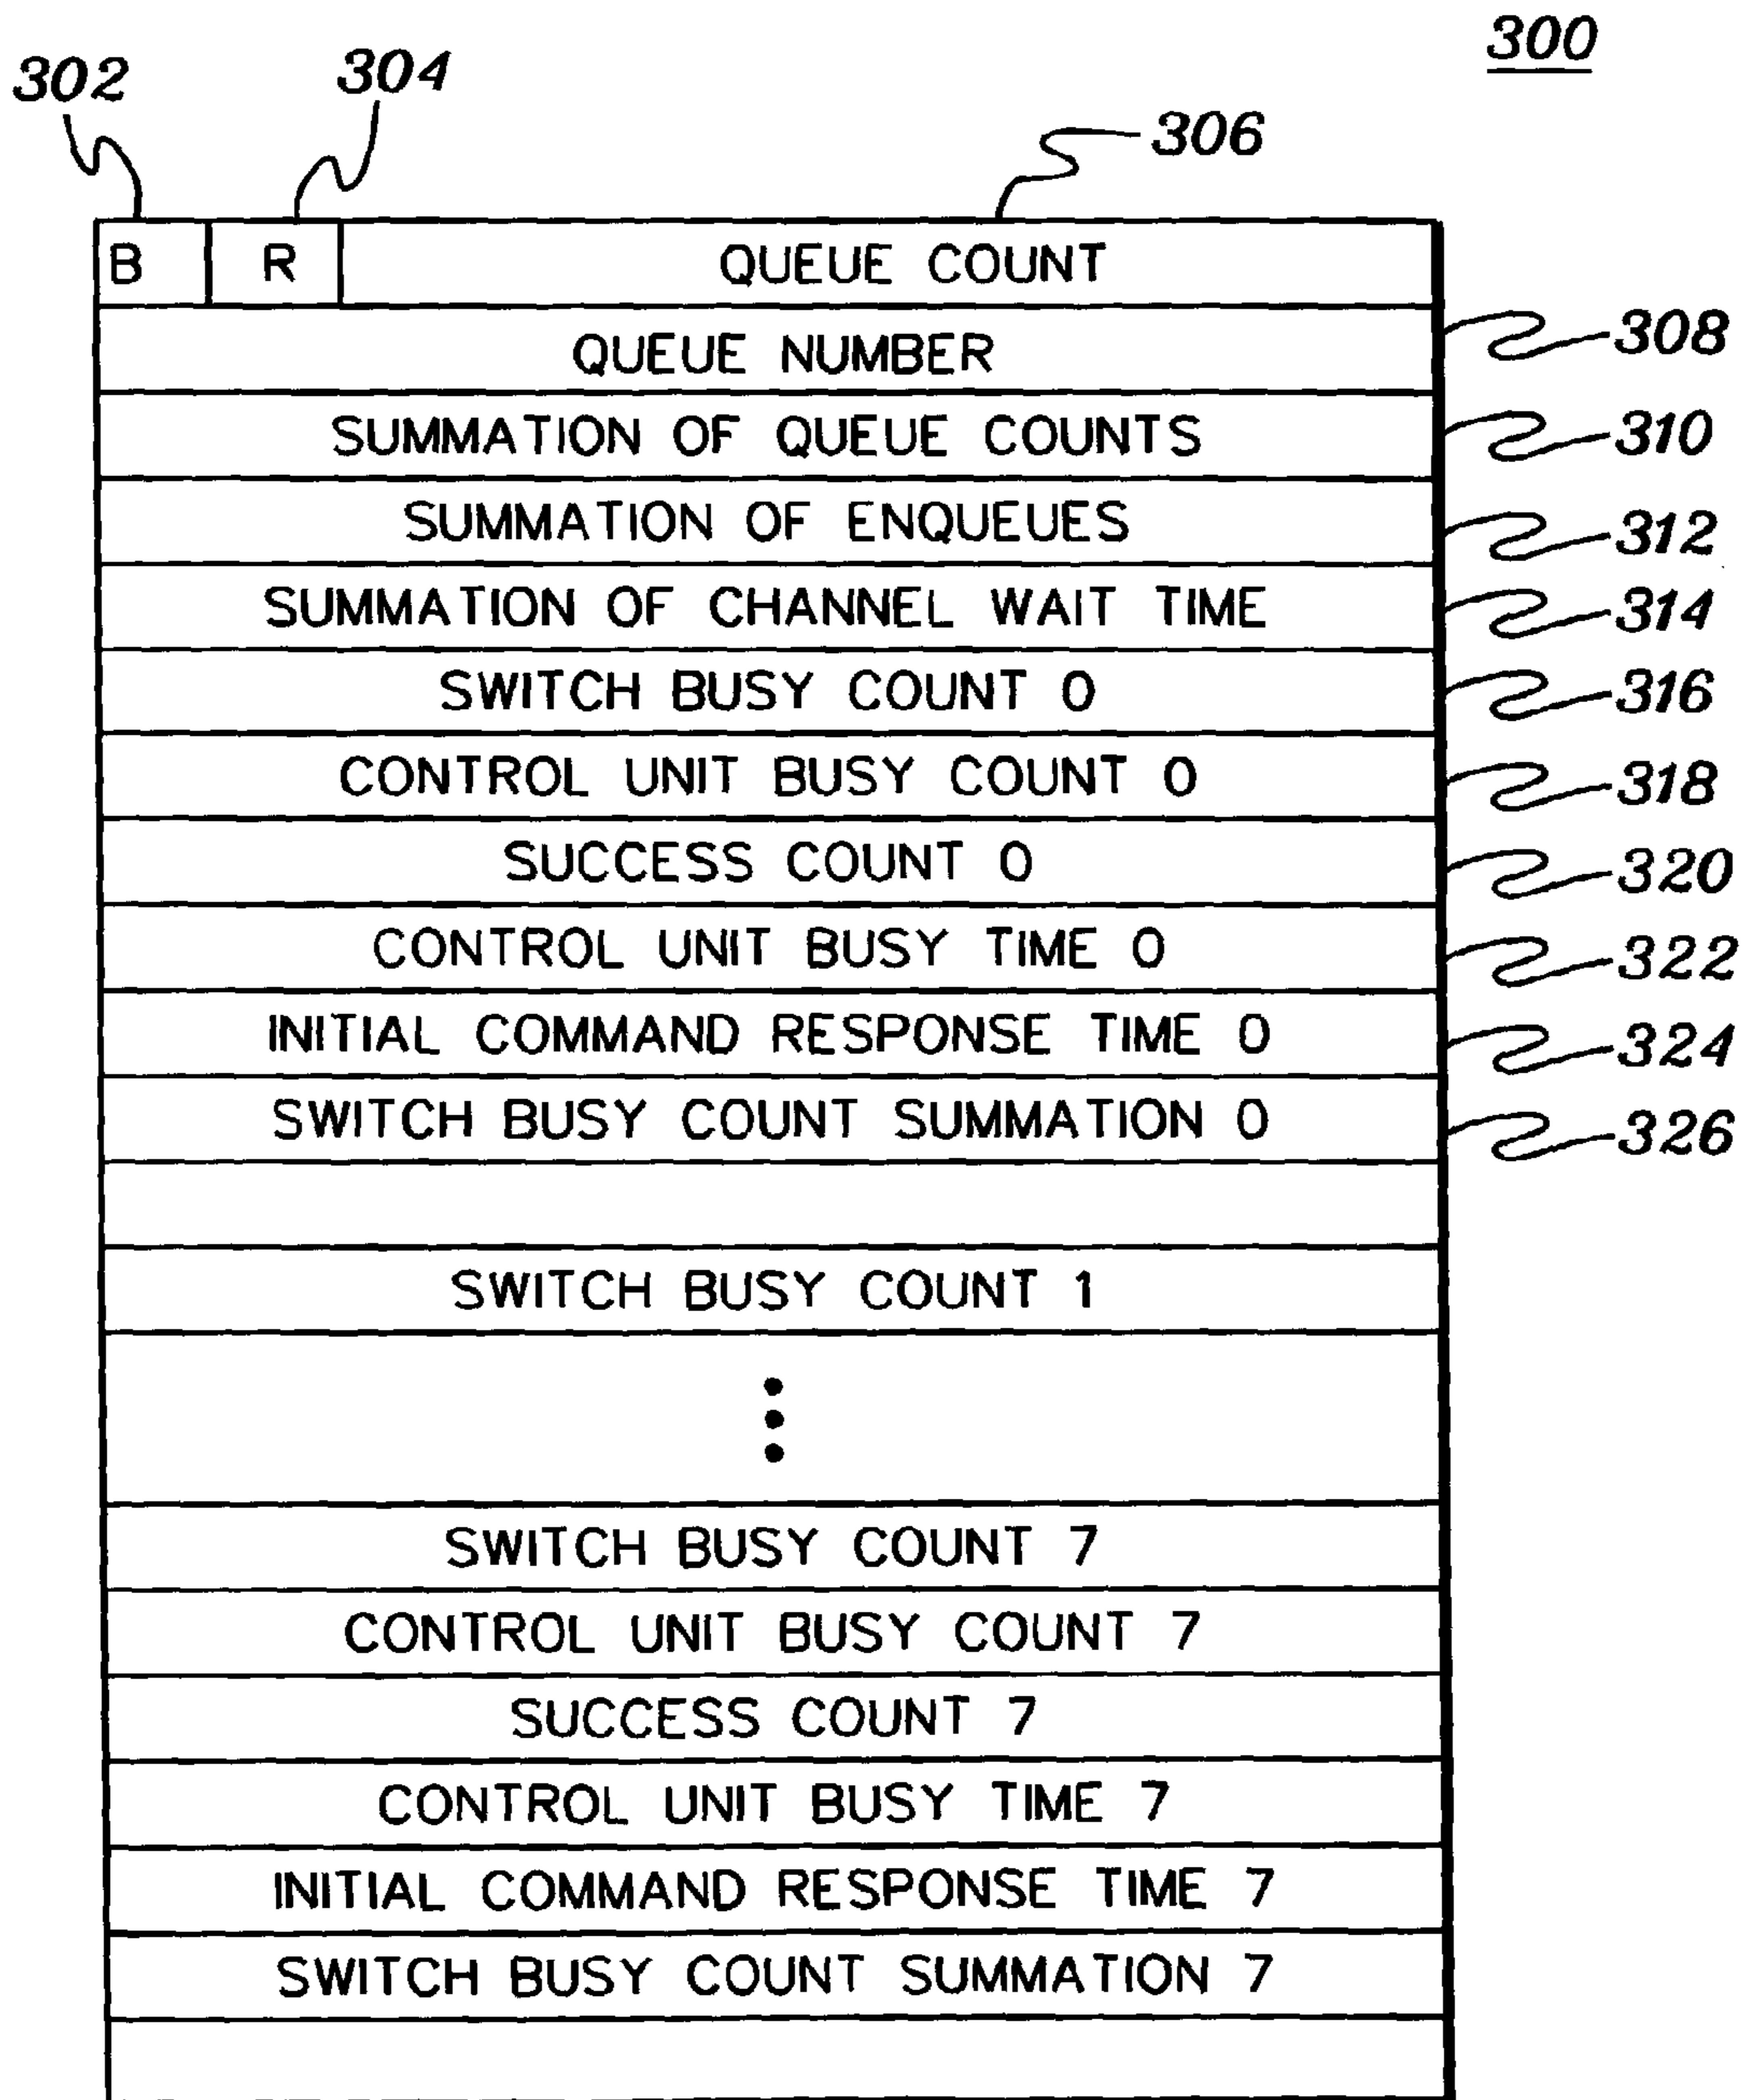 300
302 304
306
B R QUEUE COUNT
QUEUE NUMBER 308
SUMMATION OF QUEUE COUNTS 310
SUMMATION OF ENQUEUES 312
SUMMATION OF CHANNEL WAIT TIME 314
SWITCH BUSY COUNT 0 316
CONTROL UNIT BUSY COUNT 0 318
SUCCESS COUNT 0 320
CONTROL UNIT BUSY TIME 0 322
INITIAL COMMAND RESPONSE TIME 0 324
SWITCH BUSY COUNT SUMMATION 0 326
SWITCH BUSY COUNT 1
SWITCH BUSY COUNT 7
CONTROL UNIT BUSY COUNT 7
SUCCESS COUNT 7
CONTROL UNIT BUSY TIME 7
INITIAL COMMAND RESPONSE TIME 7
SWITCH BUSY COUNT SUMMATION 7